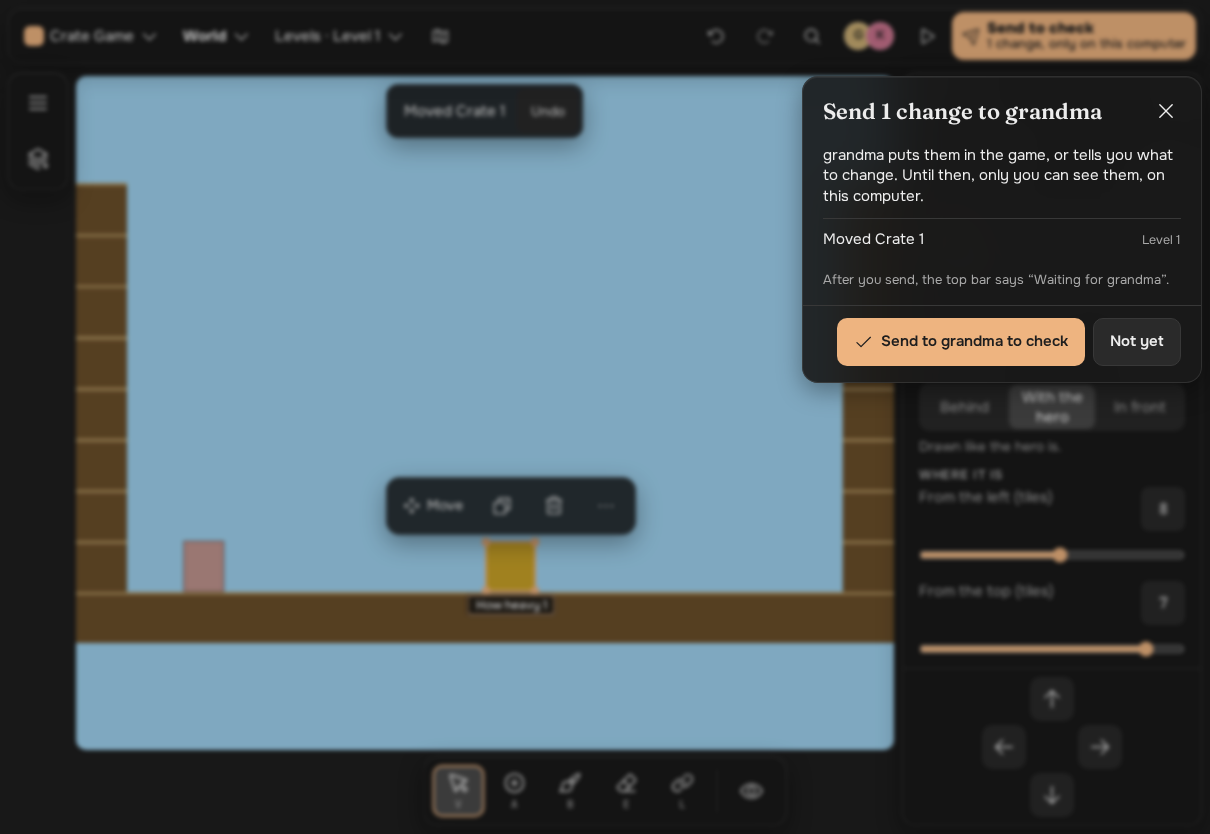 Crate Game
World
Levels · Level 1
Send to check
1 change, only on this computer
Moved Crate 1 Undo
Send 1 change to grandma
grandma puts them in the game, or tells you what
to change. Until then, only you can see them, on
this computer.
Moved Crate 1 Level 1
After you send, the top bar says “Waiting for grandma”.
Send to grandma to check Not yet
Behind With the hero In front
Drawn like the hero is.
WHERE IT IS
From the left (tiles) 8
Move
From the top (tiles) 7
How heavy 1
A B E L